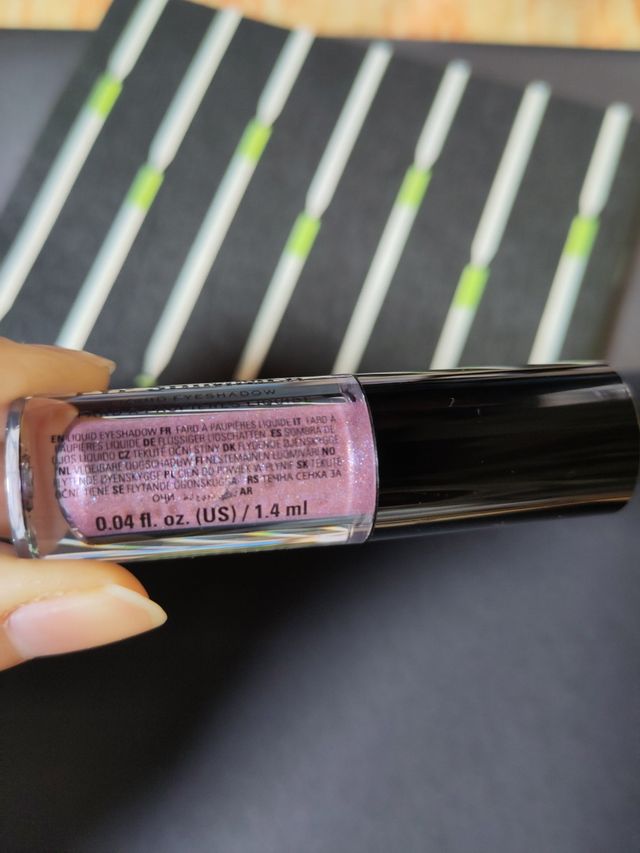 EYESHADOW
EN LIQUID EYESHADOW FR FARD À PAUPIÈRES LIQUIDE IT FARD À
PAUPIÈRES LIQUIDE DE FLÜSSIGER LIDSCHATTEN ES SOMBRA DE
OJOS LÍQUIDO CZ TEKUTÉ OČNÍ STÍNY DK FLYDENDE ØJENSKYGGE
NL VLOEIBARE OOGSCHADUW FI NESTEMÄINEN LUOMIVÄRI NO
FLYTENDE ØYENSKYGGE PL CIEŃ DO POWIEK W PŁYNIE SK TEKUTÉ
OČNÉ TIENE SE FLYTANDE ÖGONSKUGGA RS ТЕЧНА СЕНКА ЗА
ОЧИ AR
0.04 fl. oz. (US) / 1.4 ml